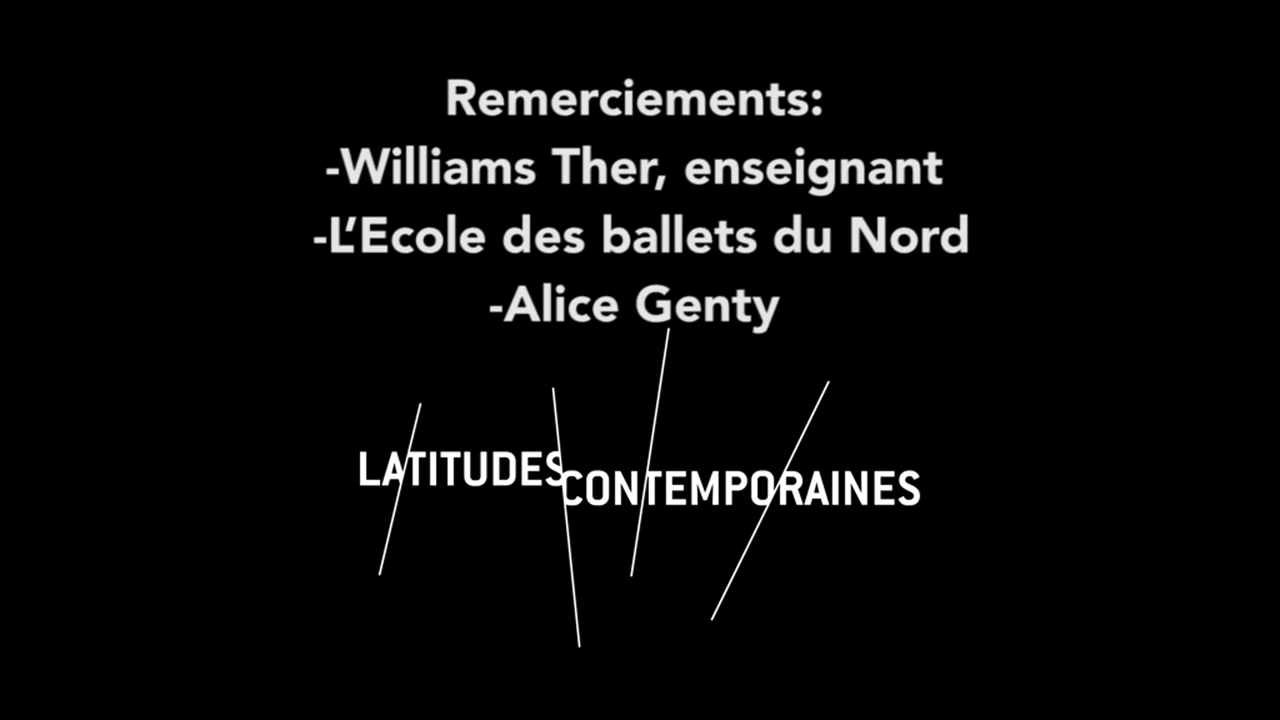 Remerciements:
-Williams Ther, enseignant
-L’Ecole des ballets du Nord
-Alice Genty
LATITUDES
CONTEMPORAINES